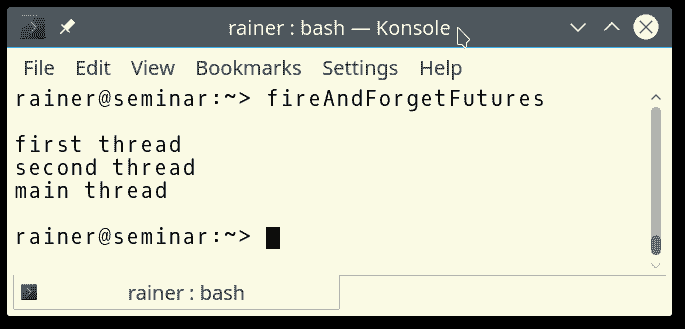 rainer : bash — Konsole
File Edit View Bookmarks Settings Help
rainer@seminar:~> fireAndForgetFutures
first thread
second thread
main thread
rainer@seminar:~>
rainer : bash